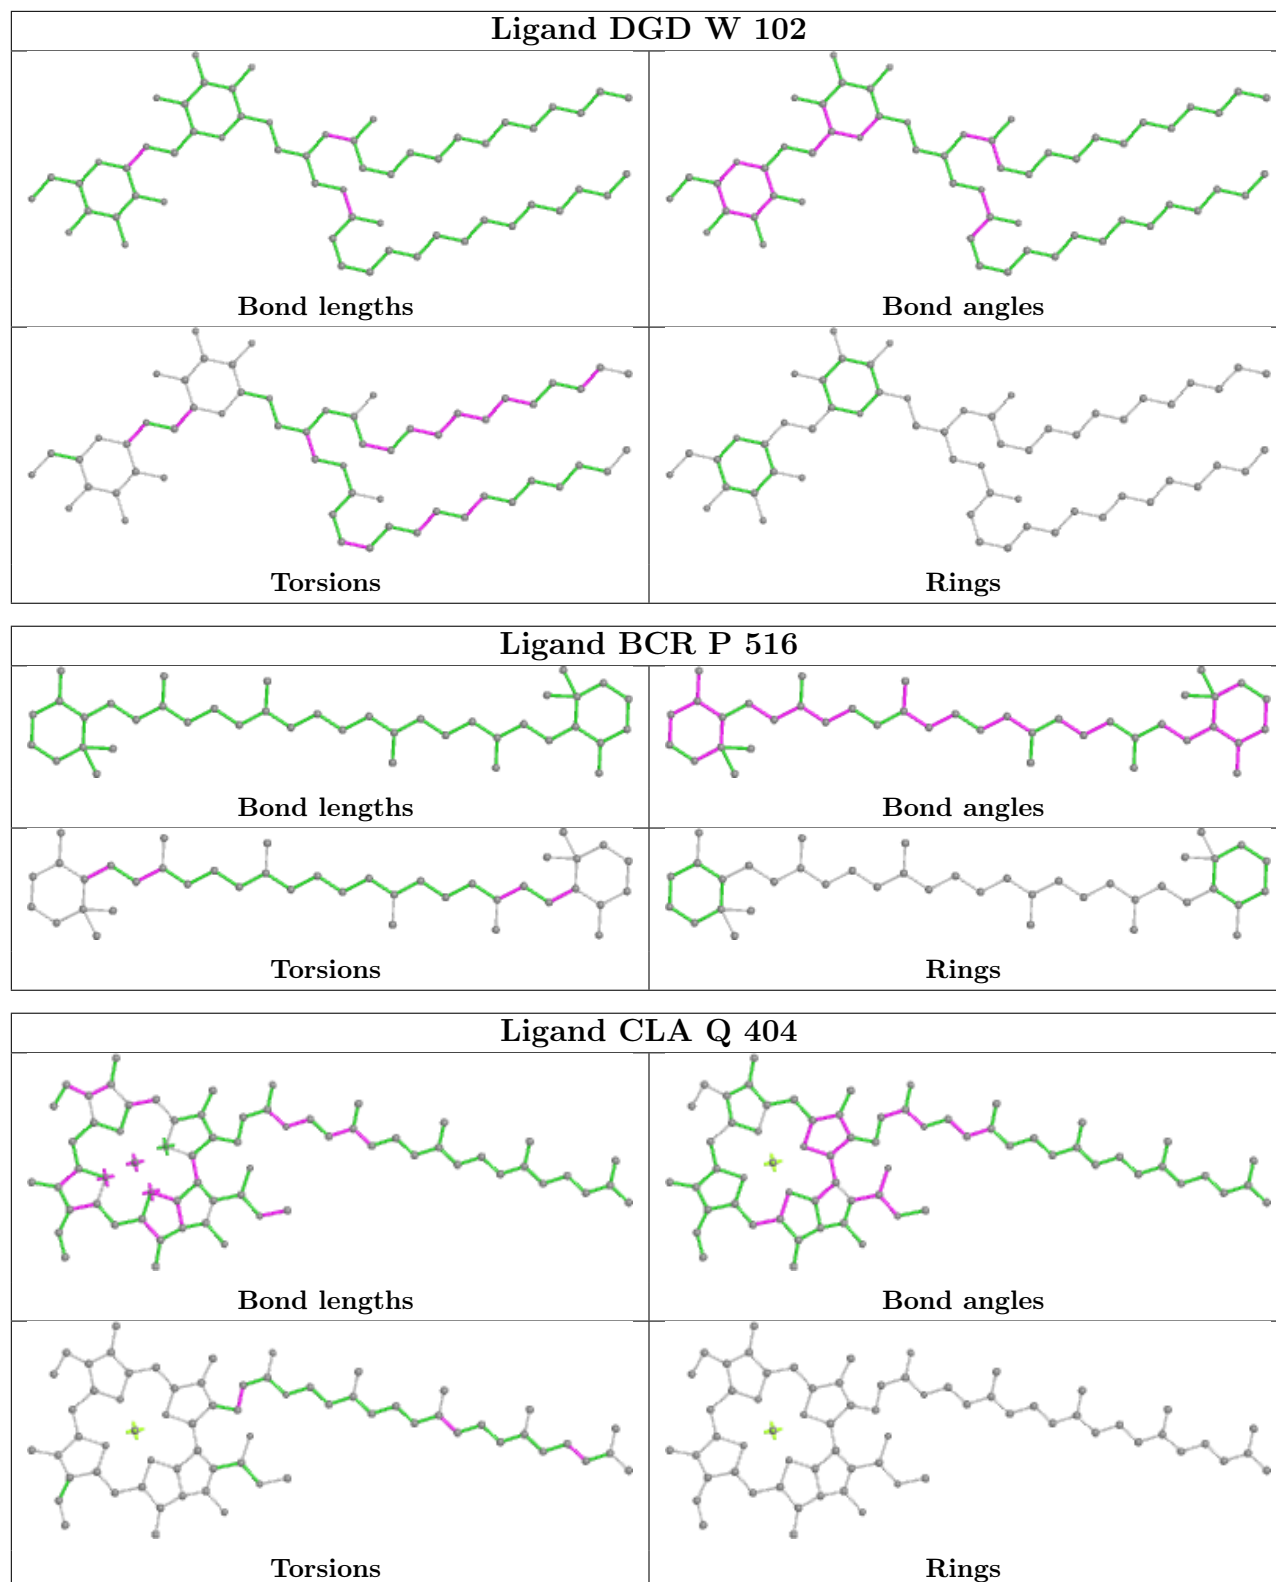 Ligand DGD W 102
Bond lengths
Bond angles
Torsions
Rings
Ligand BCR P 516
Bond lengths
Bond angles
Torsions
Rings
Ligand CLA Q 404
Bond lengths
Bond angles
Torsions
Rings